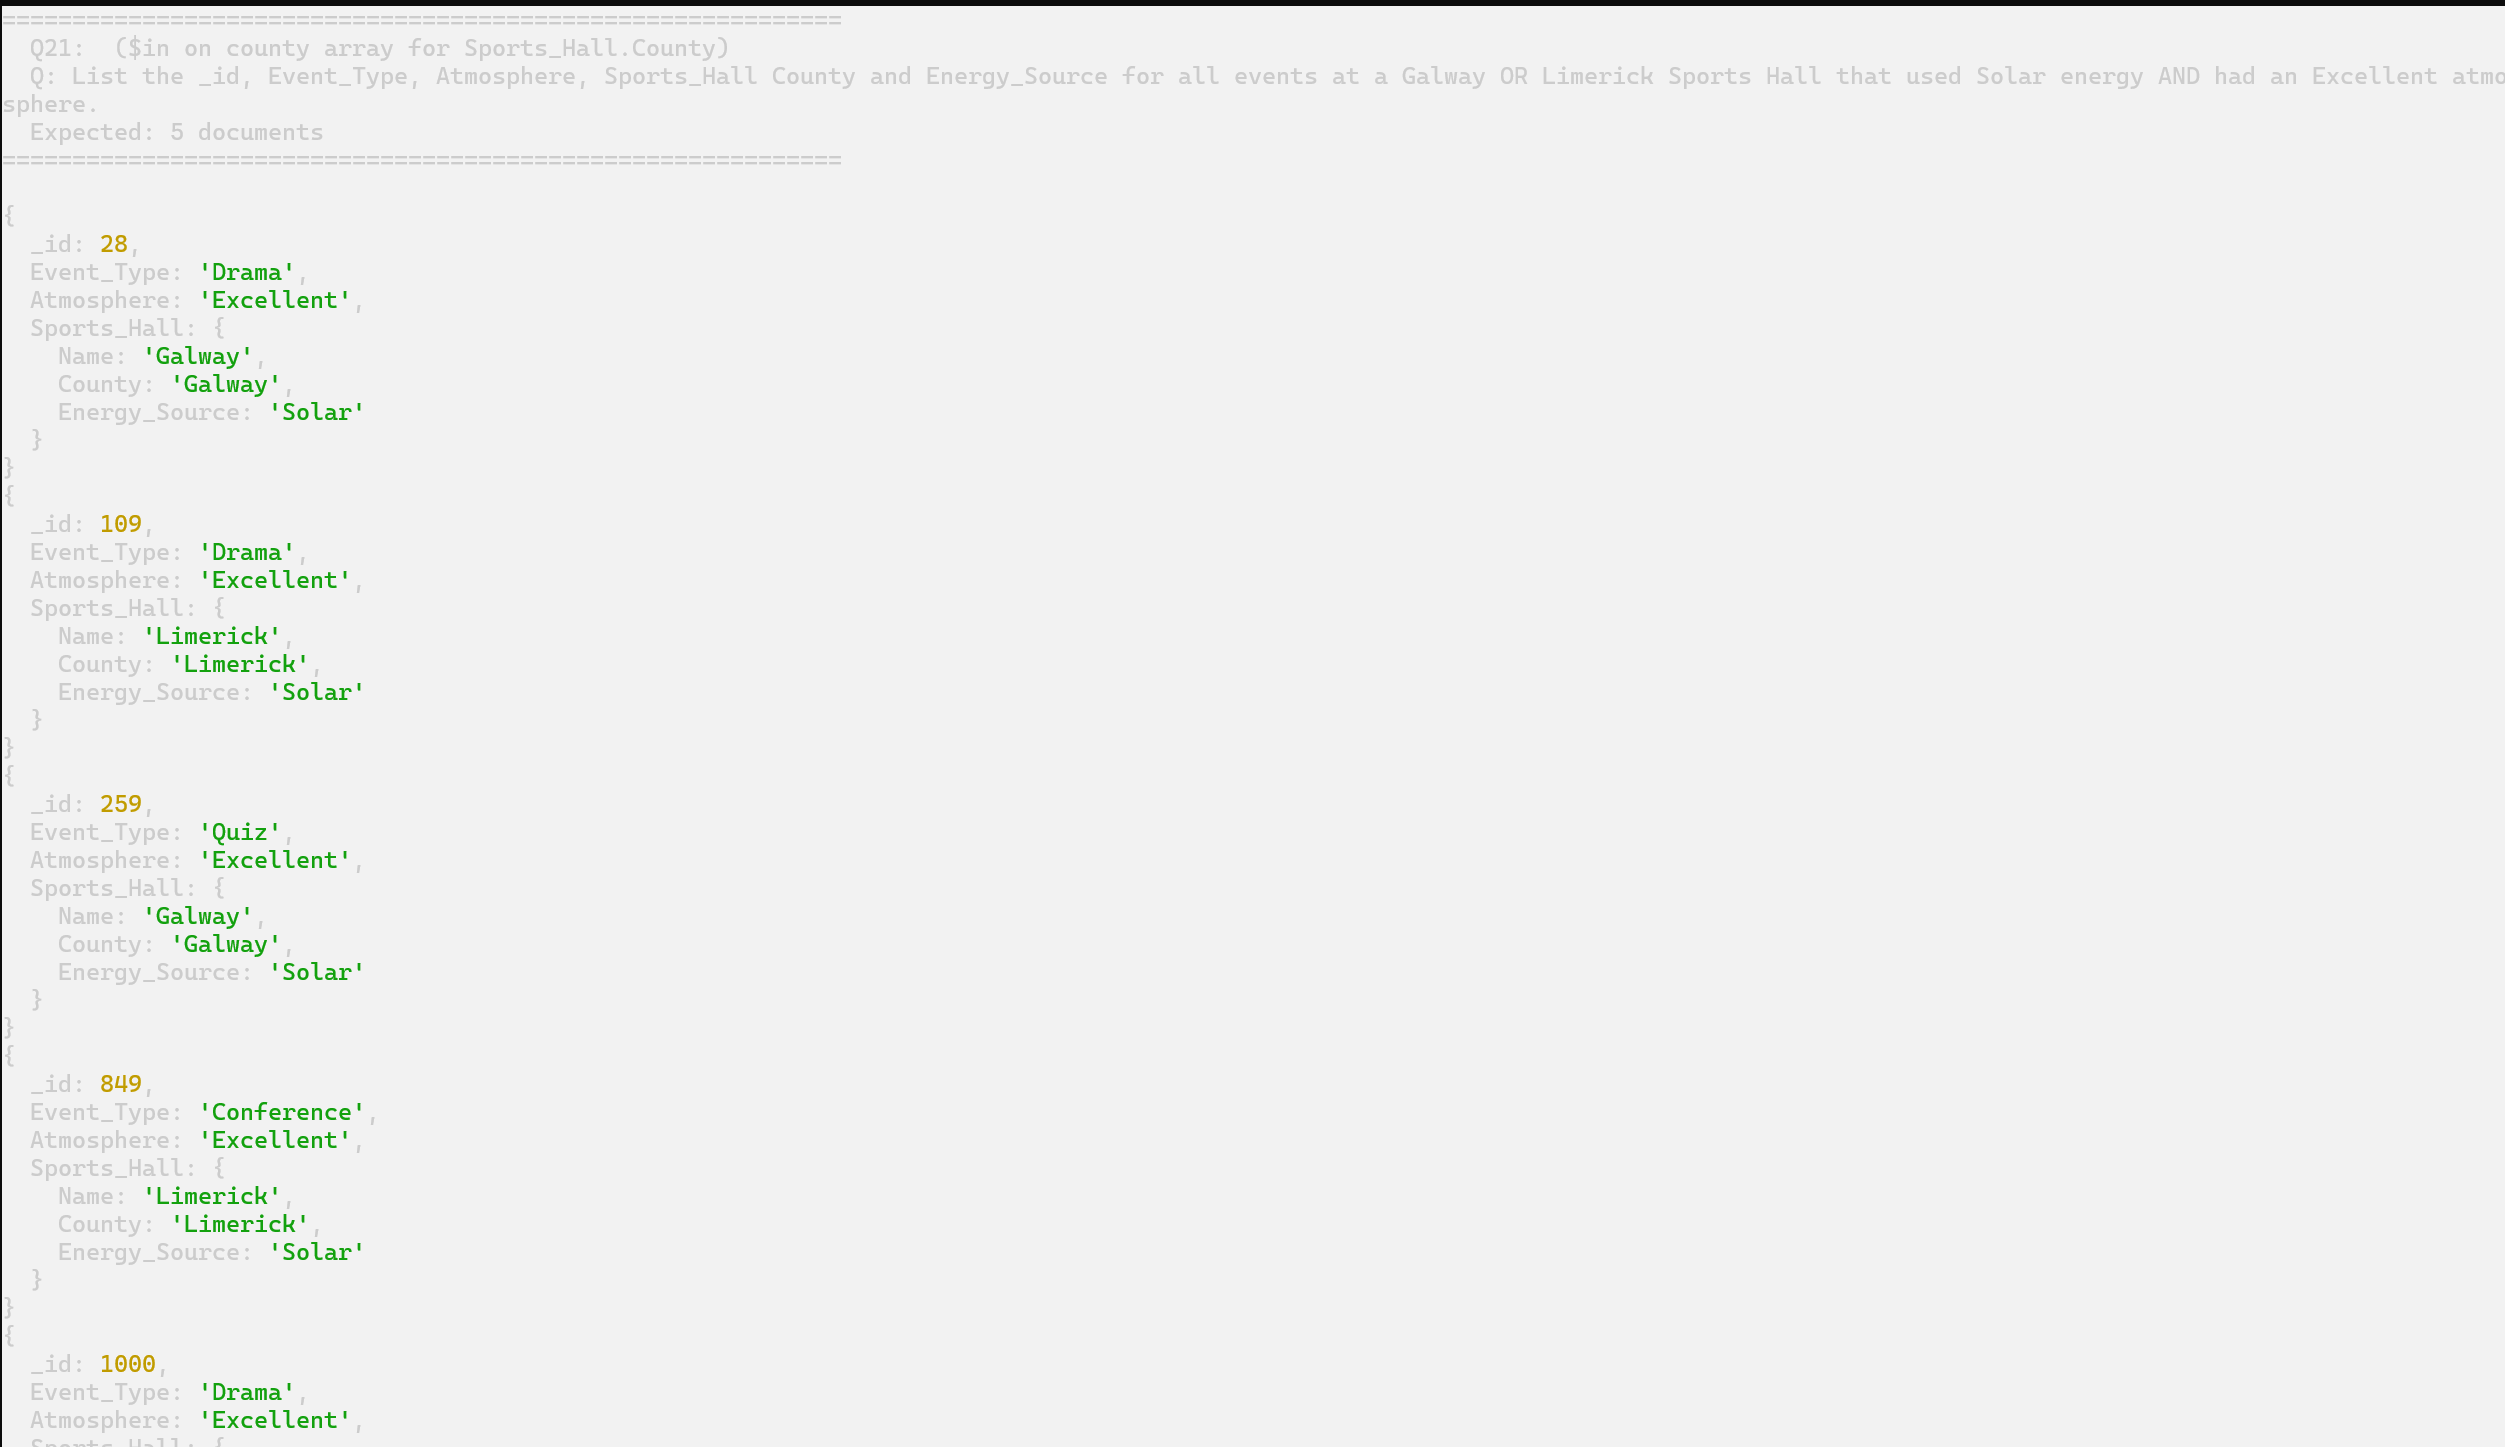 ============================================================
  Q21:  ($in on county array for Sports_Hall.County)
  Q: List the _id, Event_Type, Atmosphere, Sports_Hall County and Energy_Source for all events at a Galway OR Limerick Sports Hall that used Solar energy AND had an Excellent atmo
sphere.
  Expected: 5 documents
============================================================

{
  _id: 28,
  Event_Type: 'Drama',
  Atmosphere: 'Excellent',
  Sports_Hall: {
    Name: 'Galway',
    County: 'Galway',
    Energy_Source: 'Solar'
  }
}
{
  _id: 109,
  Event_Type: 'Drama',
  Atmosphere: 'Excellent',
  Sports_Hall: {
    Name: 'Limerick',
    County: 'Limerick',
    Energy_Source: 'Solar'
  }
}
{
  _id: 259,
  Event_Type: 'Quiz',
  Atmosphere: 'Excellent',
  Sports_Hall: {
    Name: 'Galway',
    County: 'Galway',
    Energy_Source: 'Solar'
  }
}
{
  _id: 849,
  Event_Type: 'Conference',
  Atmosphere: 'Excellent',
  Sports_Hall: {
    Name: 'Limerick',
    County: 'Limerick',
    Energy_Source: 'Solar'
  }
}
{
  _id: 1000,
  Event_Type: 'Drama',
  Atmosphere: 'Excellent',
  Sports_Hall: {